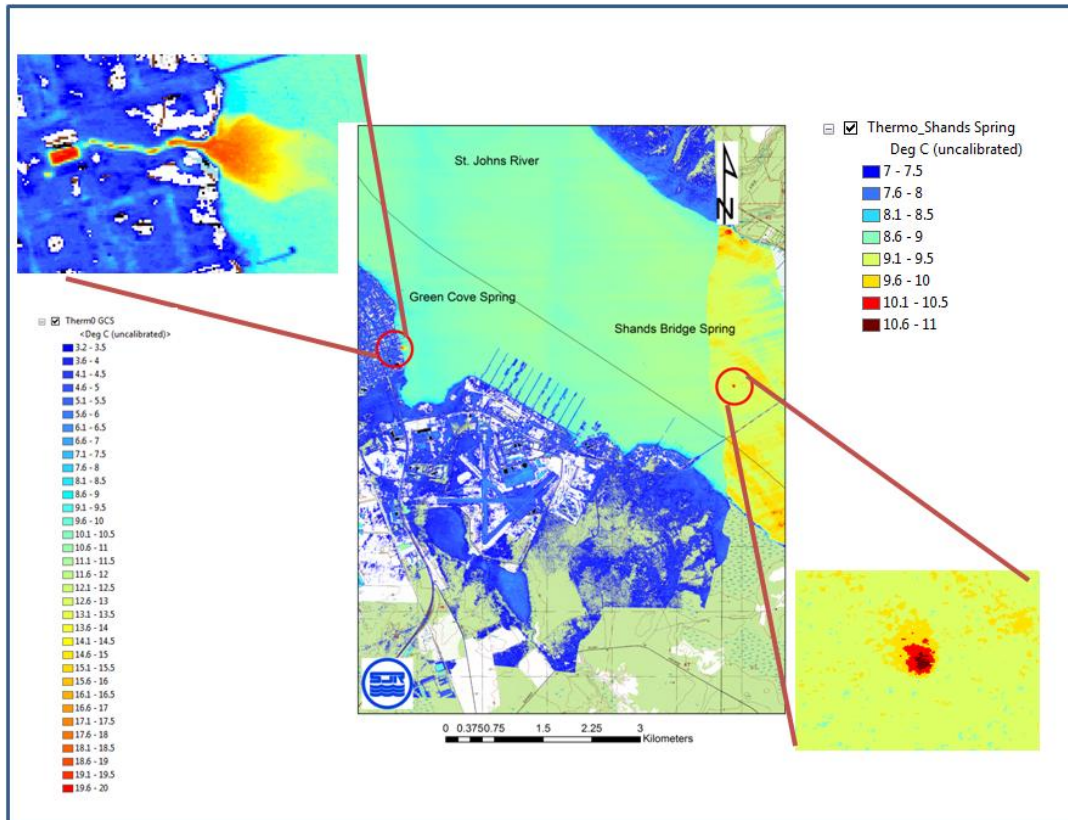 St. Johns River
Green Cove Spring
Shands Bridge Spring
N
SJR
0 0.375 0.75 1.5 2.25 3
Kilometers
Therm0 GCS
<Deg C (uncalibrated)>
3.2 - 3.5
3.6 - 4
4.1 - 4.5
4.6 - 5
5.1 - 5.5
5.6 - 6
6.1 - 6.5
6.6 - 7
7.1 - 7.5
7.6 - 8
8.1 - 8.5
8.6 - 9
9.1 - 9.5
9.6 - 10
10.1 - 10.5
10.6 - 11
11.1 - 11.5
11.6 - 12
12.1 - 12.5
12.6 - 13
13.1 - 13.5
13.6 - 14
14.1 - 14.5
14.6 - 15
15.1 - 15.5
15.6 - 16
16.1 - 16.5
16.6 - 17
17.1 - 17.5
17.6 - 18
18.1 - 18.5
18.6 - 19
19.1 - 19.5
19.6 - 20
Thermo_Shands Spring
Deg C (uncalibrated)
7 - 7.5
7.6 - 8
8.1 - 8.5
8.6 - 9
9.1 - 9.5
9.6 - 10
10.1 - 10.5
10.6 - 11